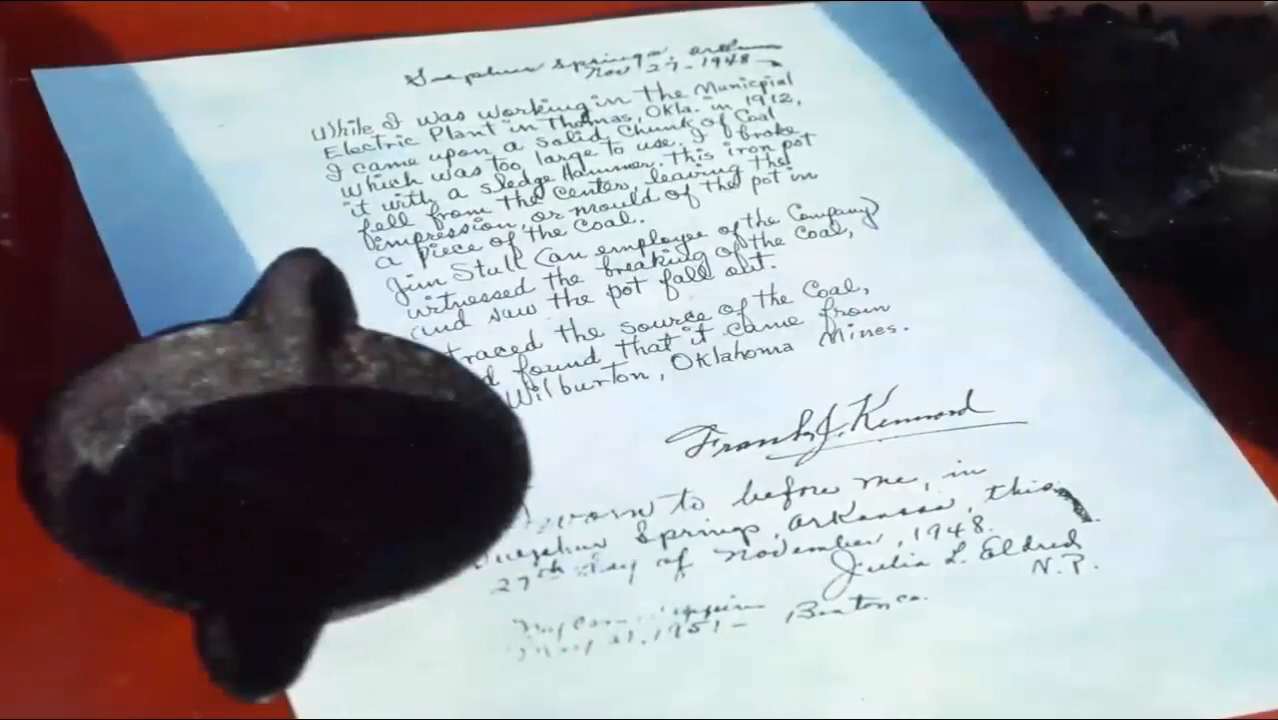 Sulphur Springs, Arkansas
Nov 27-1948
While I was working in the Municpial
Electric Plant in Thomas, Okla. in 1912,
I came upon a solid chunk of Coal
which was too large to use. I broke
it with a sledge Hammer. This iron pot
fell from the center, leaving the
impression, or mould of the pot in
a piece of the Coal.
Jim Stull (an employee of the Company)
witnessed the breaking of the coal,
and saw the pot fall out.
traced the source of the Coal,
found that it came from
Wilburton, Oklahoma Mines.
Frank J. Kennard
Sworn to before me, in
Sulphur Springs, Arkansas, this
27th day of November, 1948.
Julia L. Eldred
N.P.
1951- Benton Co.